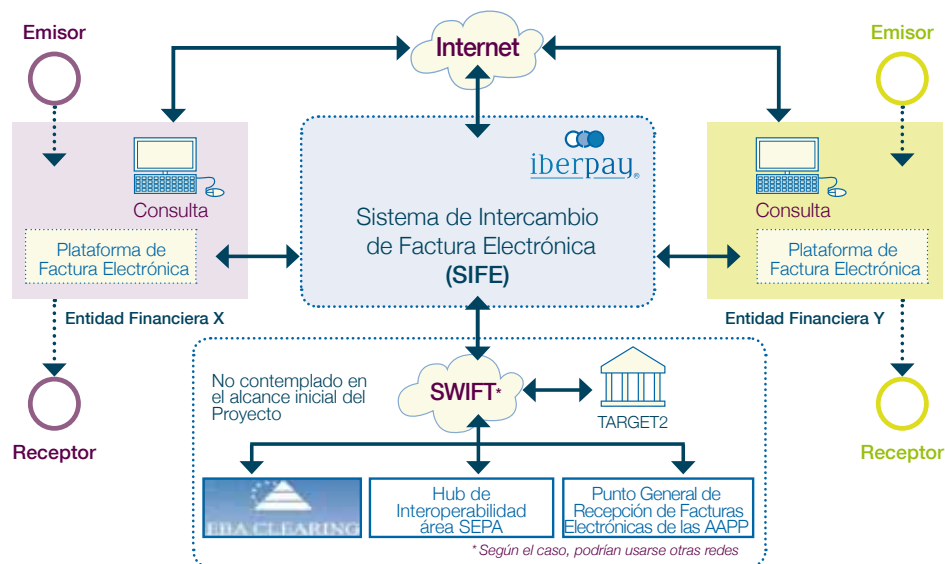 Emisor
Internet
Emisor
iberpay®
Consulta
Consulta
Sistema de Intercambio
de Factura Electrónica
(SIFE)
Plataforma de
Factura Electrónica
Plataforma de
Factura Electrónica
Entidad Financiera X
Entidad Financiera Y
No contemplado en
el alcance inicial del
Proyecto
SWIFT*
TARGET2
Receptor
Receptor
EBA CLEARING
Hub de
Interoperabilidad
área SEPA
Punto General de
Recepción de Facturas
Electrónicas de las AAPP
* Según el caso, podrían usarse otras redes